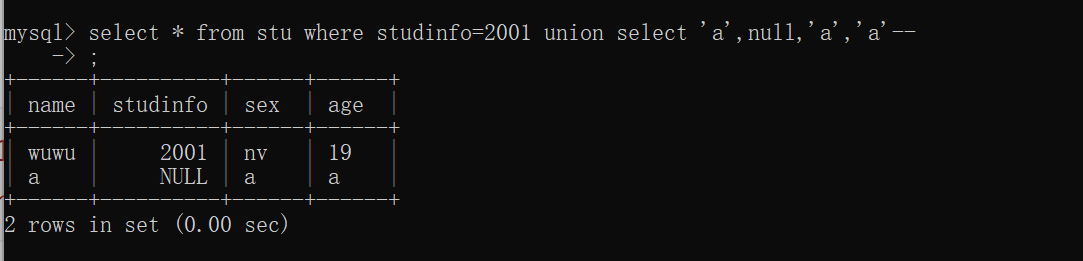 mysql> select * from stu where studinfo=2001 union select 'a',null,'a','a'--
    -> ;
+------+----------+------+------+
| name | studinfo | sex  | age  |
+------+----------+------+------+
| wuwu |     2001 | nv   | 19   |
| a    |     NULL | a    | a    |
+------+----------+------+------+
2 rows in set (0.00 sec)